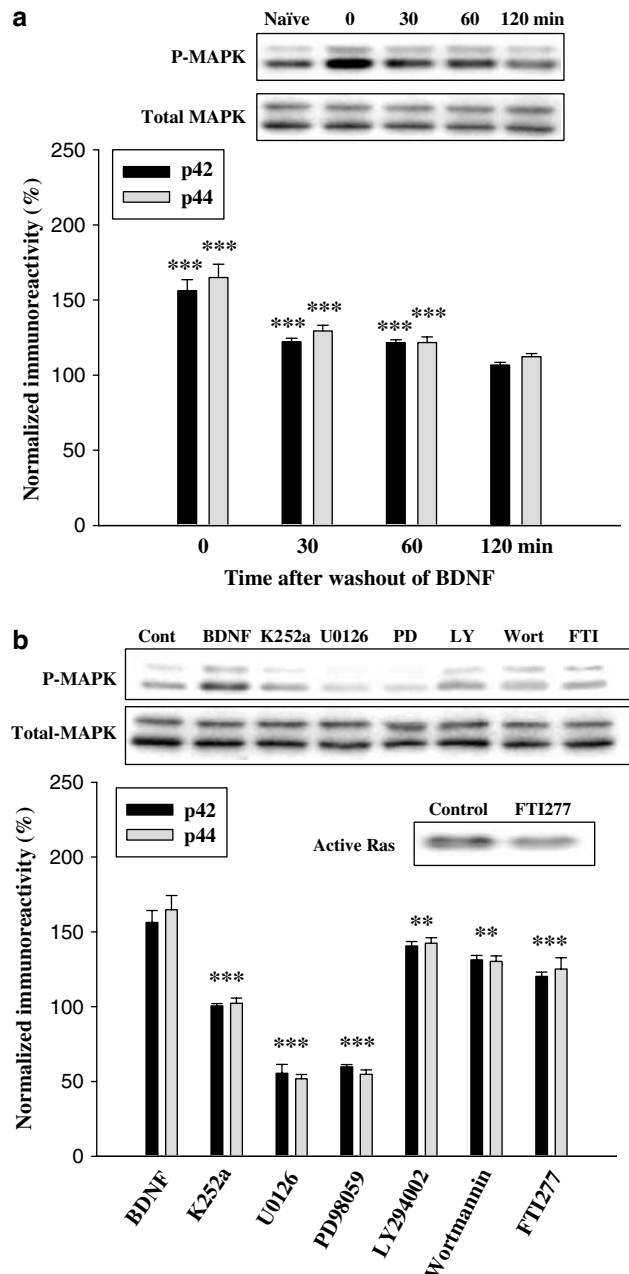 a
Naïve 0 30 60 120 min
P-MAPK
Total MAPK
250
200
150
100
50
0
Normalized immunoreactivity (%)
p42
p44
*** ***
*** ***
*** ***
0 30 60 120 min
Time after washout of BDNF
b
Cont BDNF K252a U0126 PD LY Wort FTI
P-MAPK
Total-MAPK
250
200
150
100
50
0
Normalized immunoreactivity (%)
p42
p44
Control FTI277
Active Ras
***
***
***
**
**
***
BDNF
K252a
U0126
PD98059
LY294002
Wortmannin
FTI277